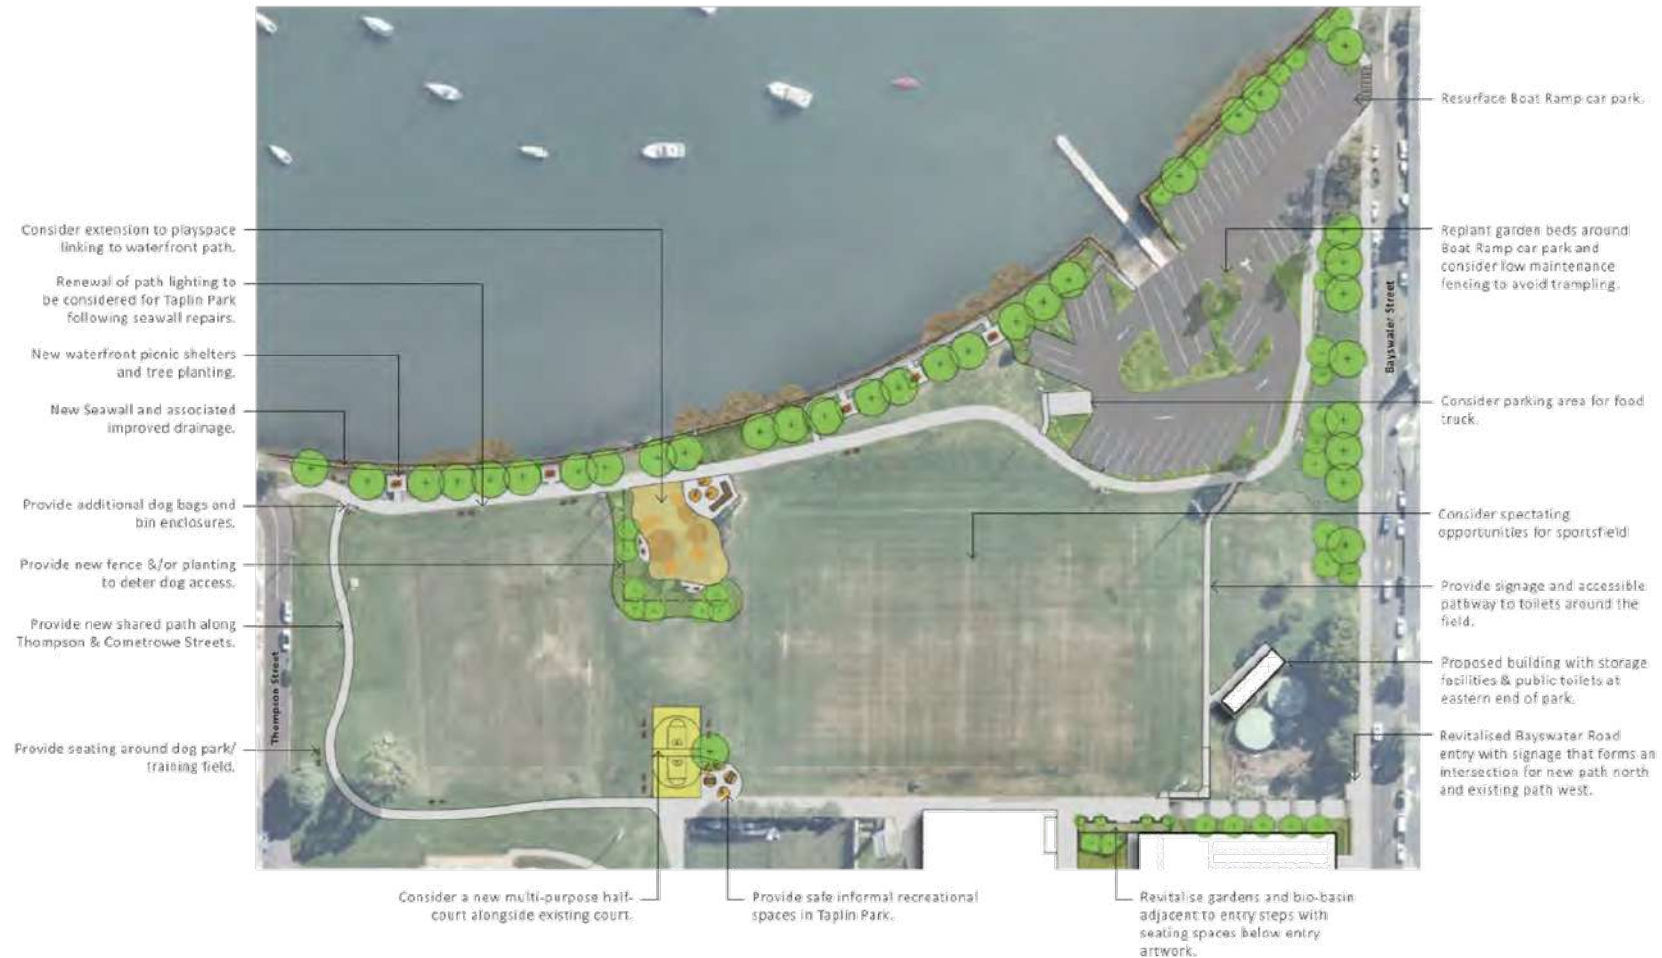 Consider extension to playspace
linking to waterfront path.
Renewal of path lighting to
be considered for Taplin Park
following seawall repairs.
New waterfront picnic shelters
and tree planting.
New Seawall and associated
improved drainage.
Provide additional dog bags and
bin enclosures.
Provide new fence &/or planting
to deter dog access.
Provide new shared path along
Thompson & Cometrowe Streets.
Provide seating around dog park/
training field.
Thompson Street
Bayswater Street
Resurface Boat Ramp car park.
Replant garden beds around
Boat Ramp car park and
consider low maintenance
fencing to avoid trampling.
Consider parking area for food
truck.
Consider spectating
opportunities for sportsfield
Provide signage and accessible
pathway to toilets around the
field.
Proposed building with storage
facilities & public toilets at
eastern end of park.
Revitalised Bayswater Road
entry with signage that forms an
intersection for new path north
and existing path west.
Consider a new multi-purpose half-
court alongside existing court.
Provide safe informal recreational
spaces in Taplin Park.
Revitalise gardens and bio-basin
adjacent to entry steps with
seating spaces below entry
artwork.